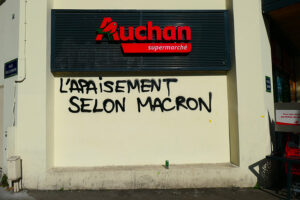 Auchan
supermarché
L'APAISEMENT
SELON MACRON